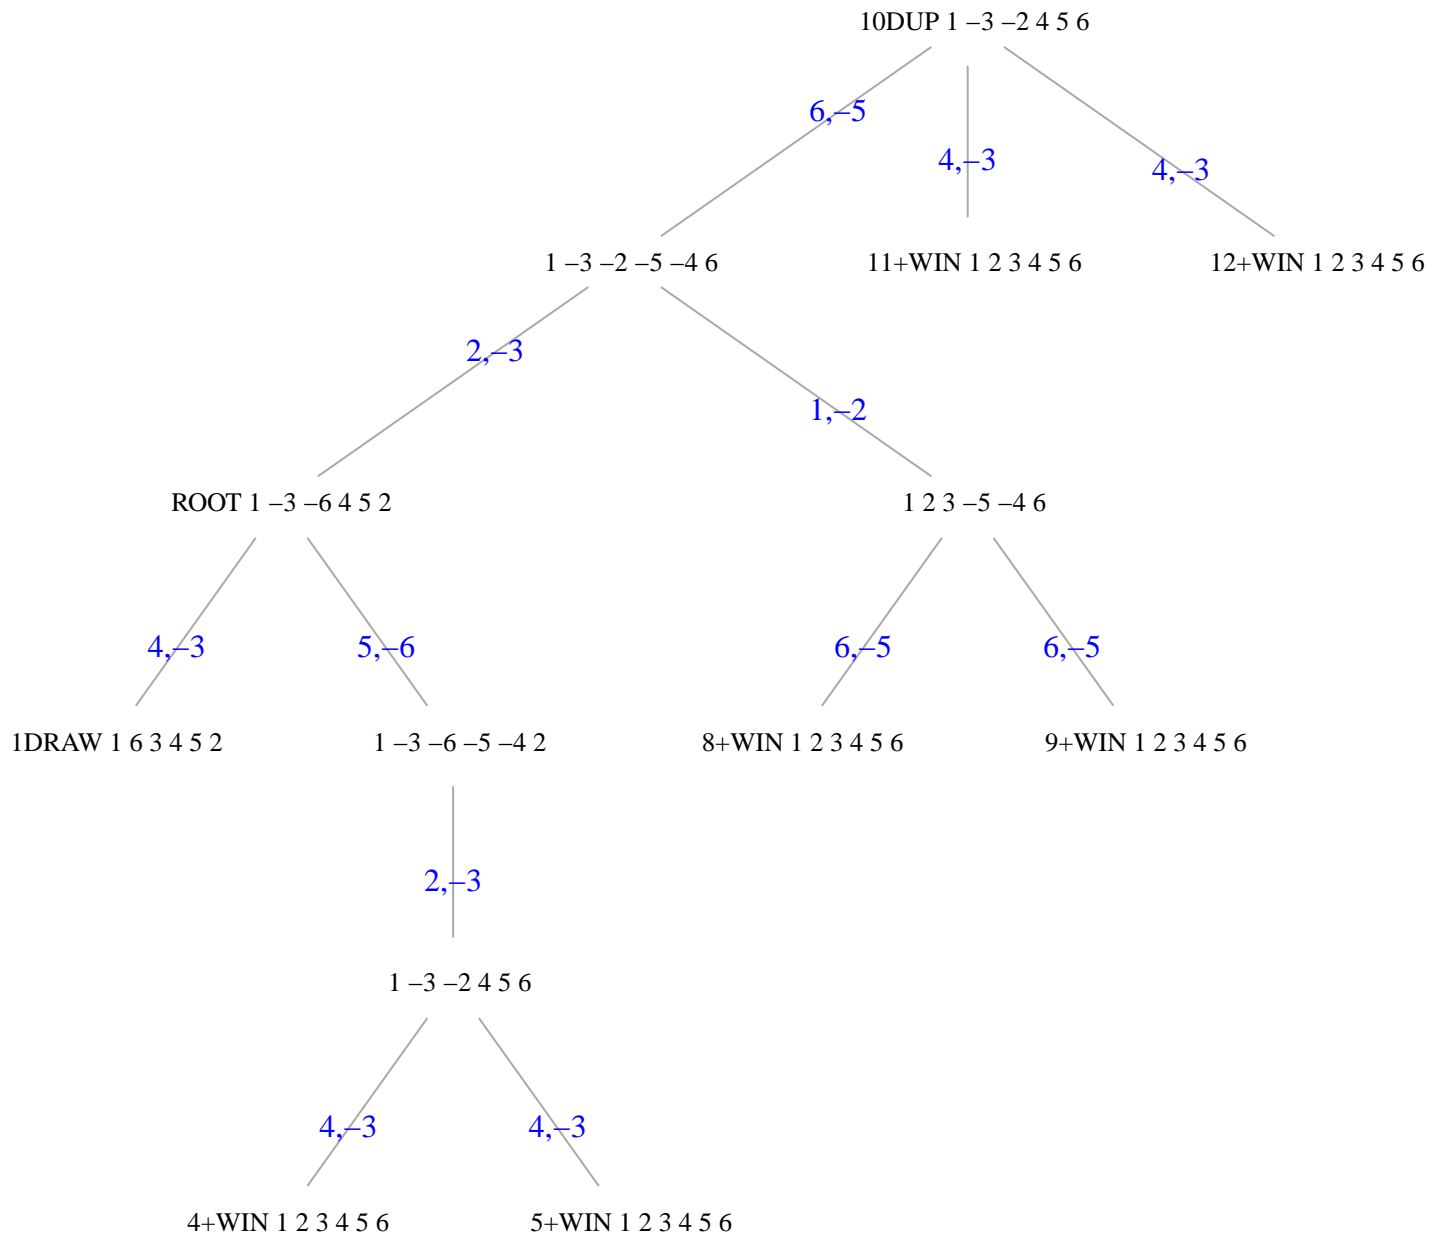 10DUP 1 –3 –2 4 5 6
6,–5
4,–3
4,–3
1 –3 –2 –5 –4 6
11+WIN 1 2 3 4 5 6
12+WIN 1 2 3 4 5 6
2,–3
1,–2
ROOT 1 –3 –6 4 5 2
1 2 3 –5 –4 6
4,–3
5,–6
6,–5
6,–5
1DRAW 1 6 3 4 5 2
1 –3 –6 –5 –4 2
8+WIN 1 2 3 4 5 6
9+WIN 1 2 3 4 5 6
2,–3
1 –3 –2 4 5 6
4,–3
4,–3
4+WIN 1 2 3 4 5 6
5+WIN 1 2 3 4 5 6